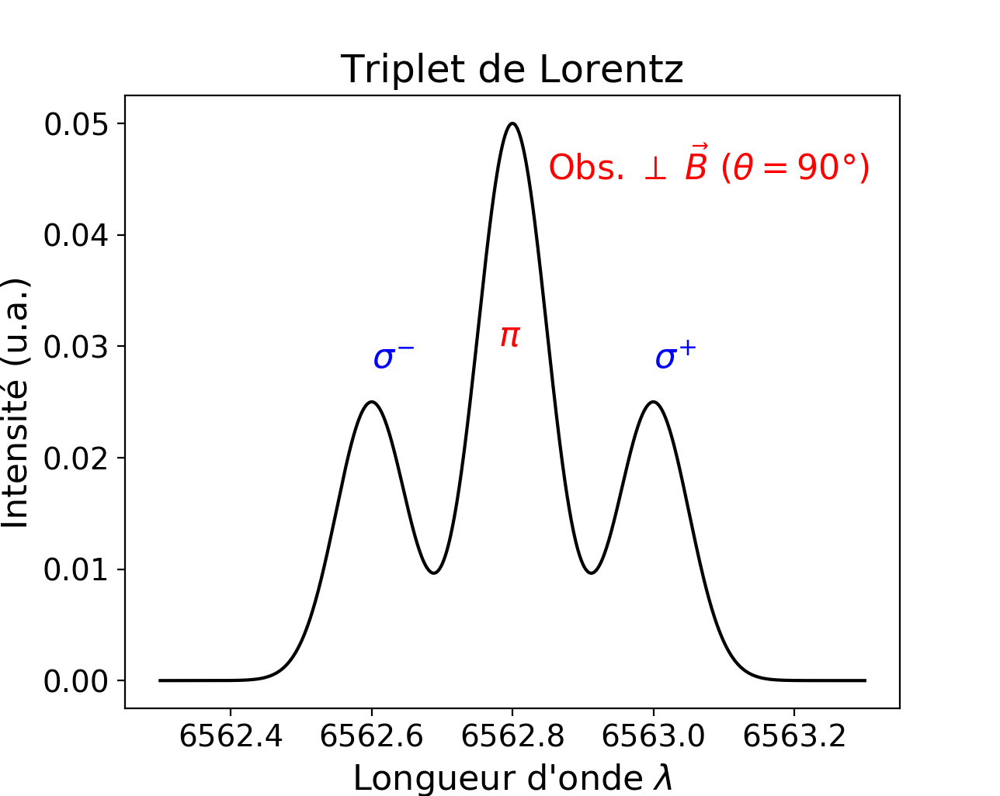 Triplet de Lorentz
Obs. ⊥ B⃗ (θ = 90°)
π
σ⁻
σ⁺
Intensité (u.a.)
0.05
0.04
0.03
0.02
0.01
0.00
6562.4 6562.6 6562.8 6563.0 6563.2
Longueur d'onde λ